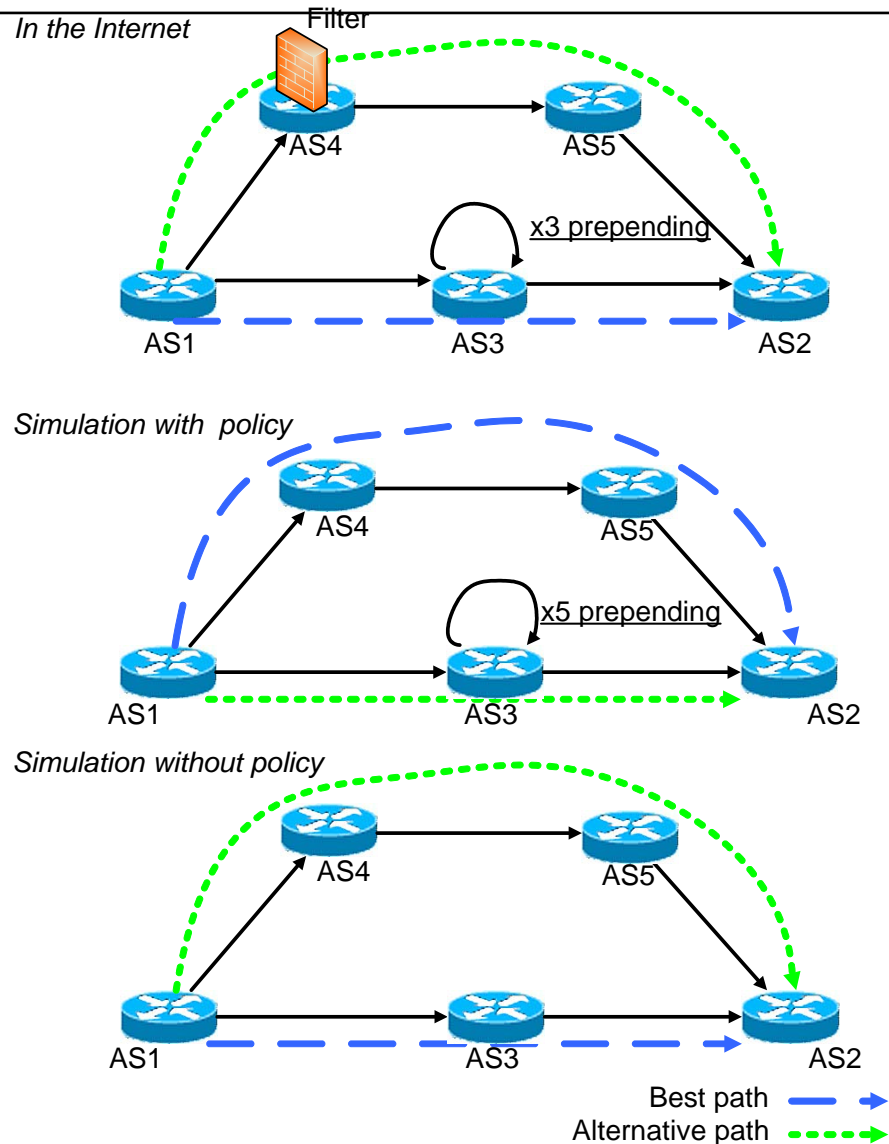 Filter
In the Internet
AS4
AS5
x3 prepending
AS1
AS3
AS2
Simulation with policy
AS4
AS5
x5 prepending
AS1
AS3
AS2
Simulation without policy
AS4
AS5
AS1
AS3
AS2
Best path
Alternative path